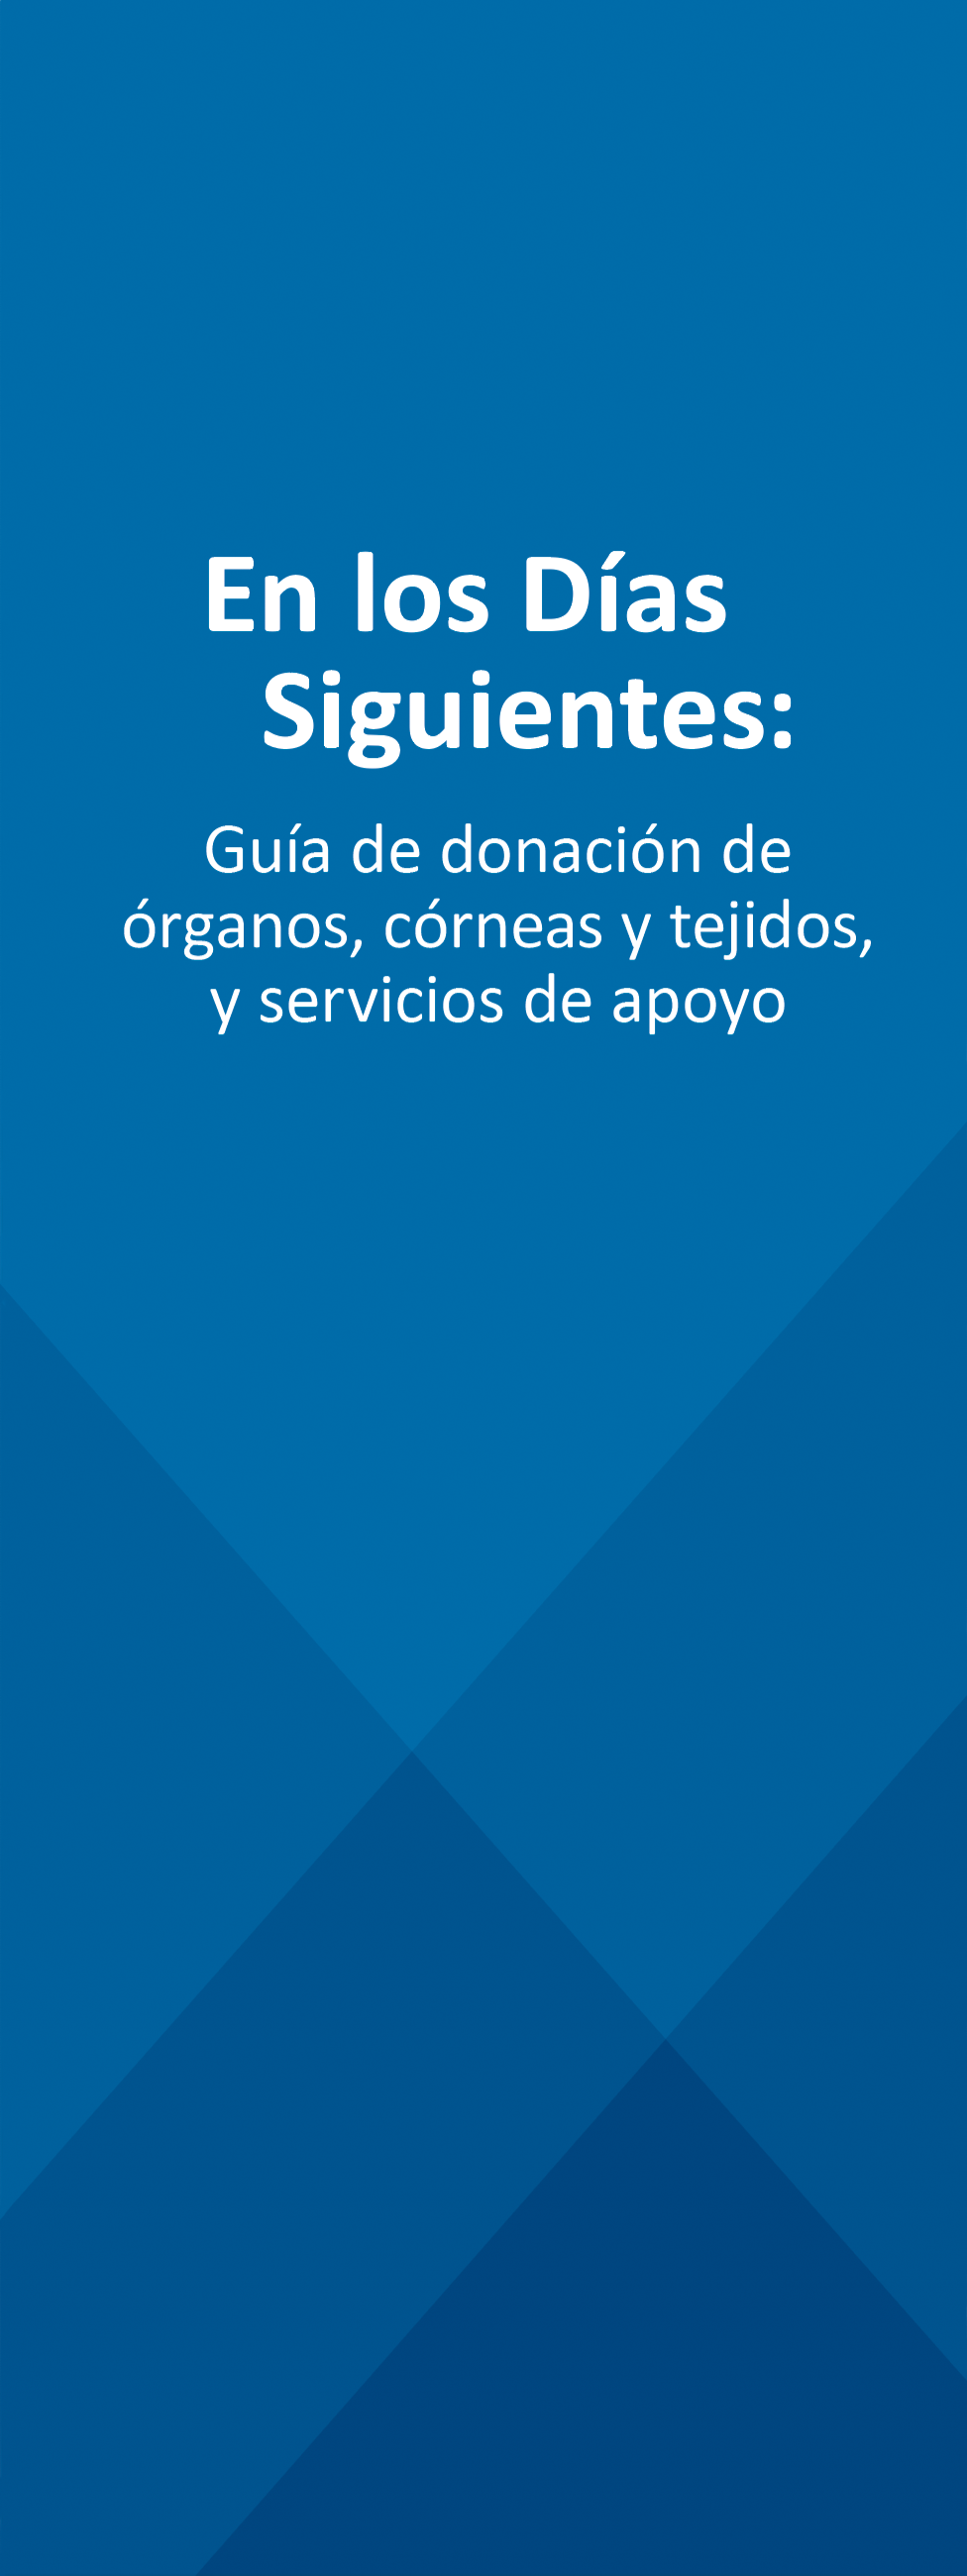 En los Días
Siguientes:
Guía de donación de
órganos, córneas y tejidos,
y servicios de apoyo